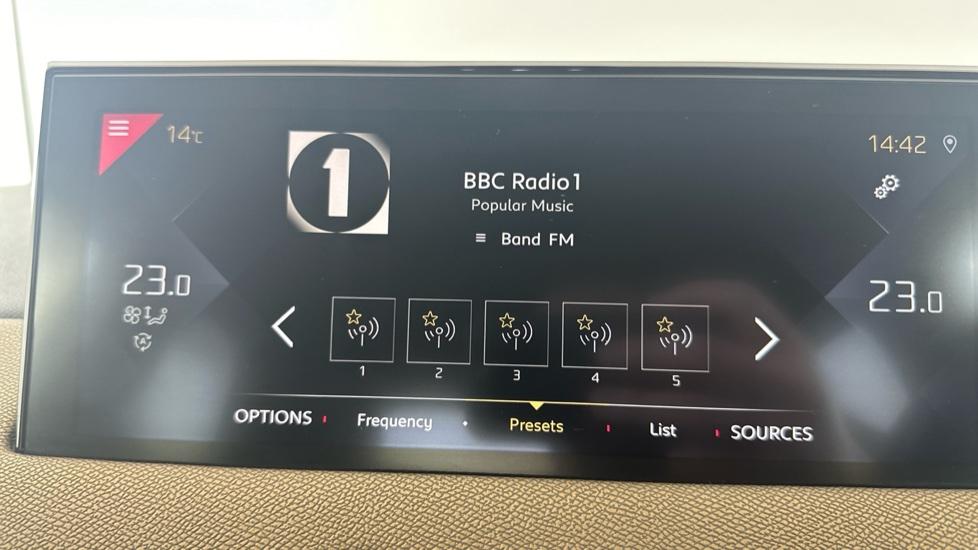 14°C
14:42
1
BBC Radio 1
Popular Music
Band FM
23.0
23.0
A
1 2 3 4 5
OPTIONS Frequency Presets List SOURCES